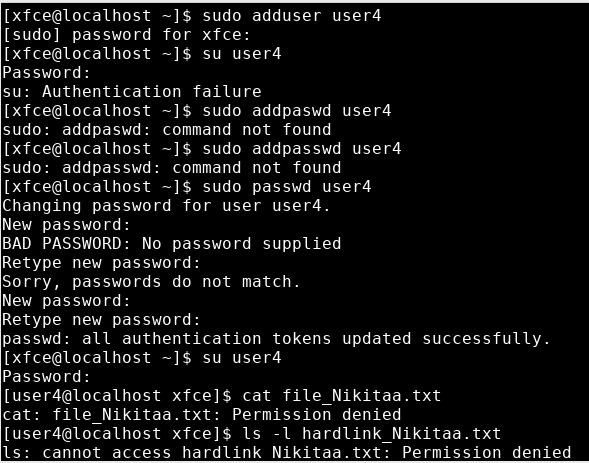 [xfce@localhost ~]$ sudo adduser user4
[sudo] password for xfce:
[xfce@localhost ~]$ su user4
Password:
su: Authentication failure
[xfce@localhost ~]$ sudo addpaswd user4
sudo: addpaswd: command not found
[xfce@localhost ~]$ sudo addpasswd user4
sudo: addpasswd: command not found
[xfce@localhost ~]$ sudo passwd user4
Changing password for user user4.
New password:
BAD PASSWORD: No password supplied
Retype new password:
Sorry, passwords do not match.
New password:
Retype new password:
passwd: all authentication tokens updated successfully.
[xfce@localhost ~]$ su user4
Password:
[user4@localhost xfce]$ cat file_Nikitaa.txt
cat: file_Nikitaa.txt: Permission denied
[user4@localhost xfce]$ ls -l hardlink_Nikitaa.txt
ls: cannot access hardlink_Nikitaa.txt: Permission denied